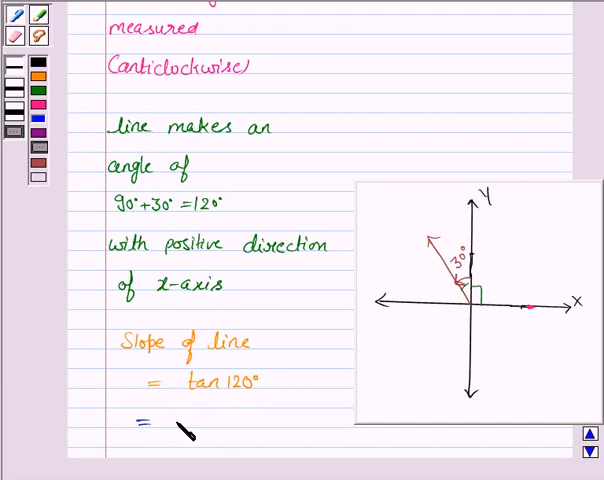 measured
(anticlockwise)
line makes an
angle of
90°+30°=120°
with positive direction
of x-axis
Slope of line
= tan 120°
=
Y
30°
X